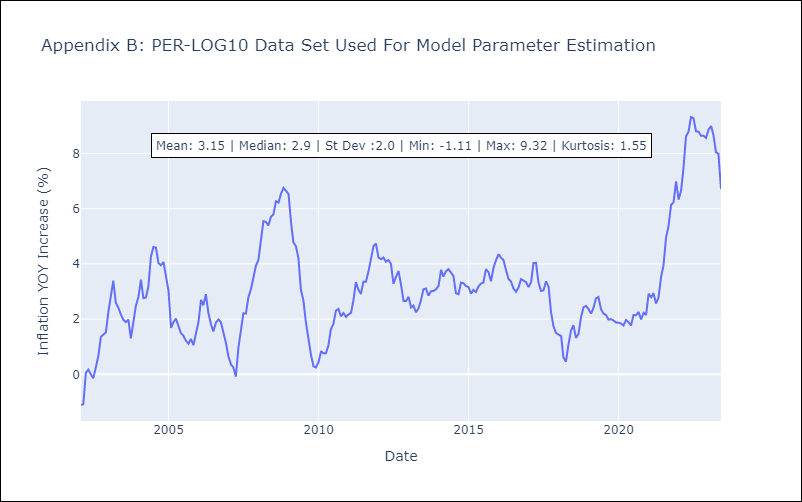 Appendix B: PER-LOG10 Data Set Used For Model Parameter Estimation
Mean: 3.15 | Median: 2.9 | St Dev :2.0 | Min: -1.11 | Max: 9.32 | Kurtosis: 1.55
Inflation YOY Increase (%)
8
6
4
2
0
2005
2010
2015
2020
Date